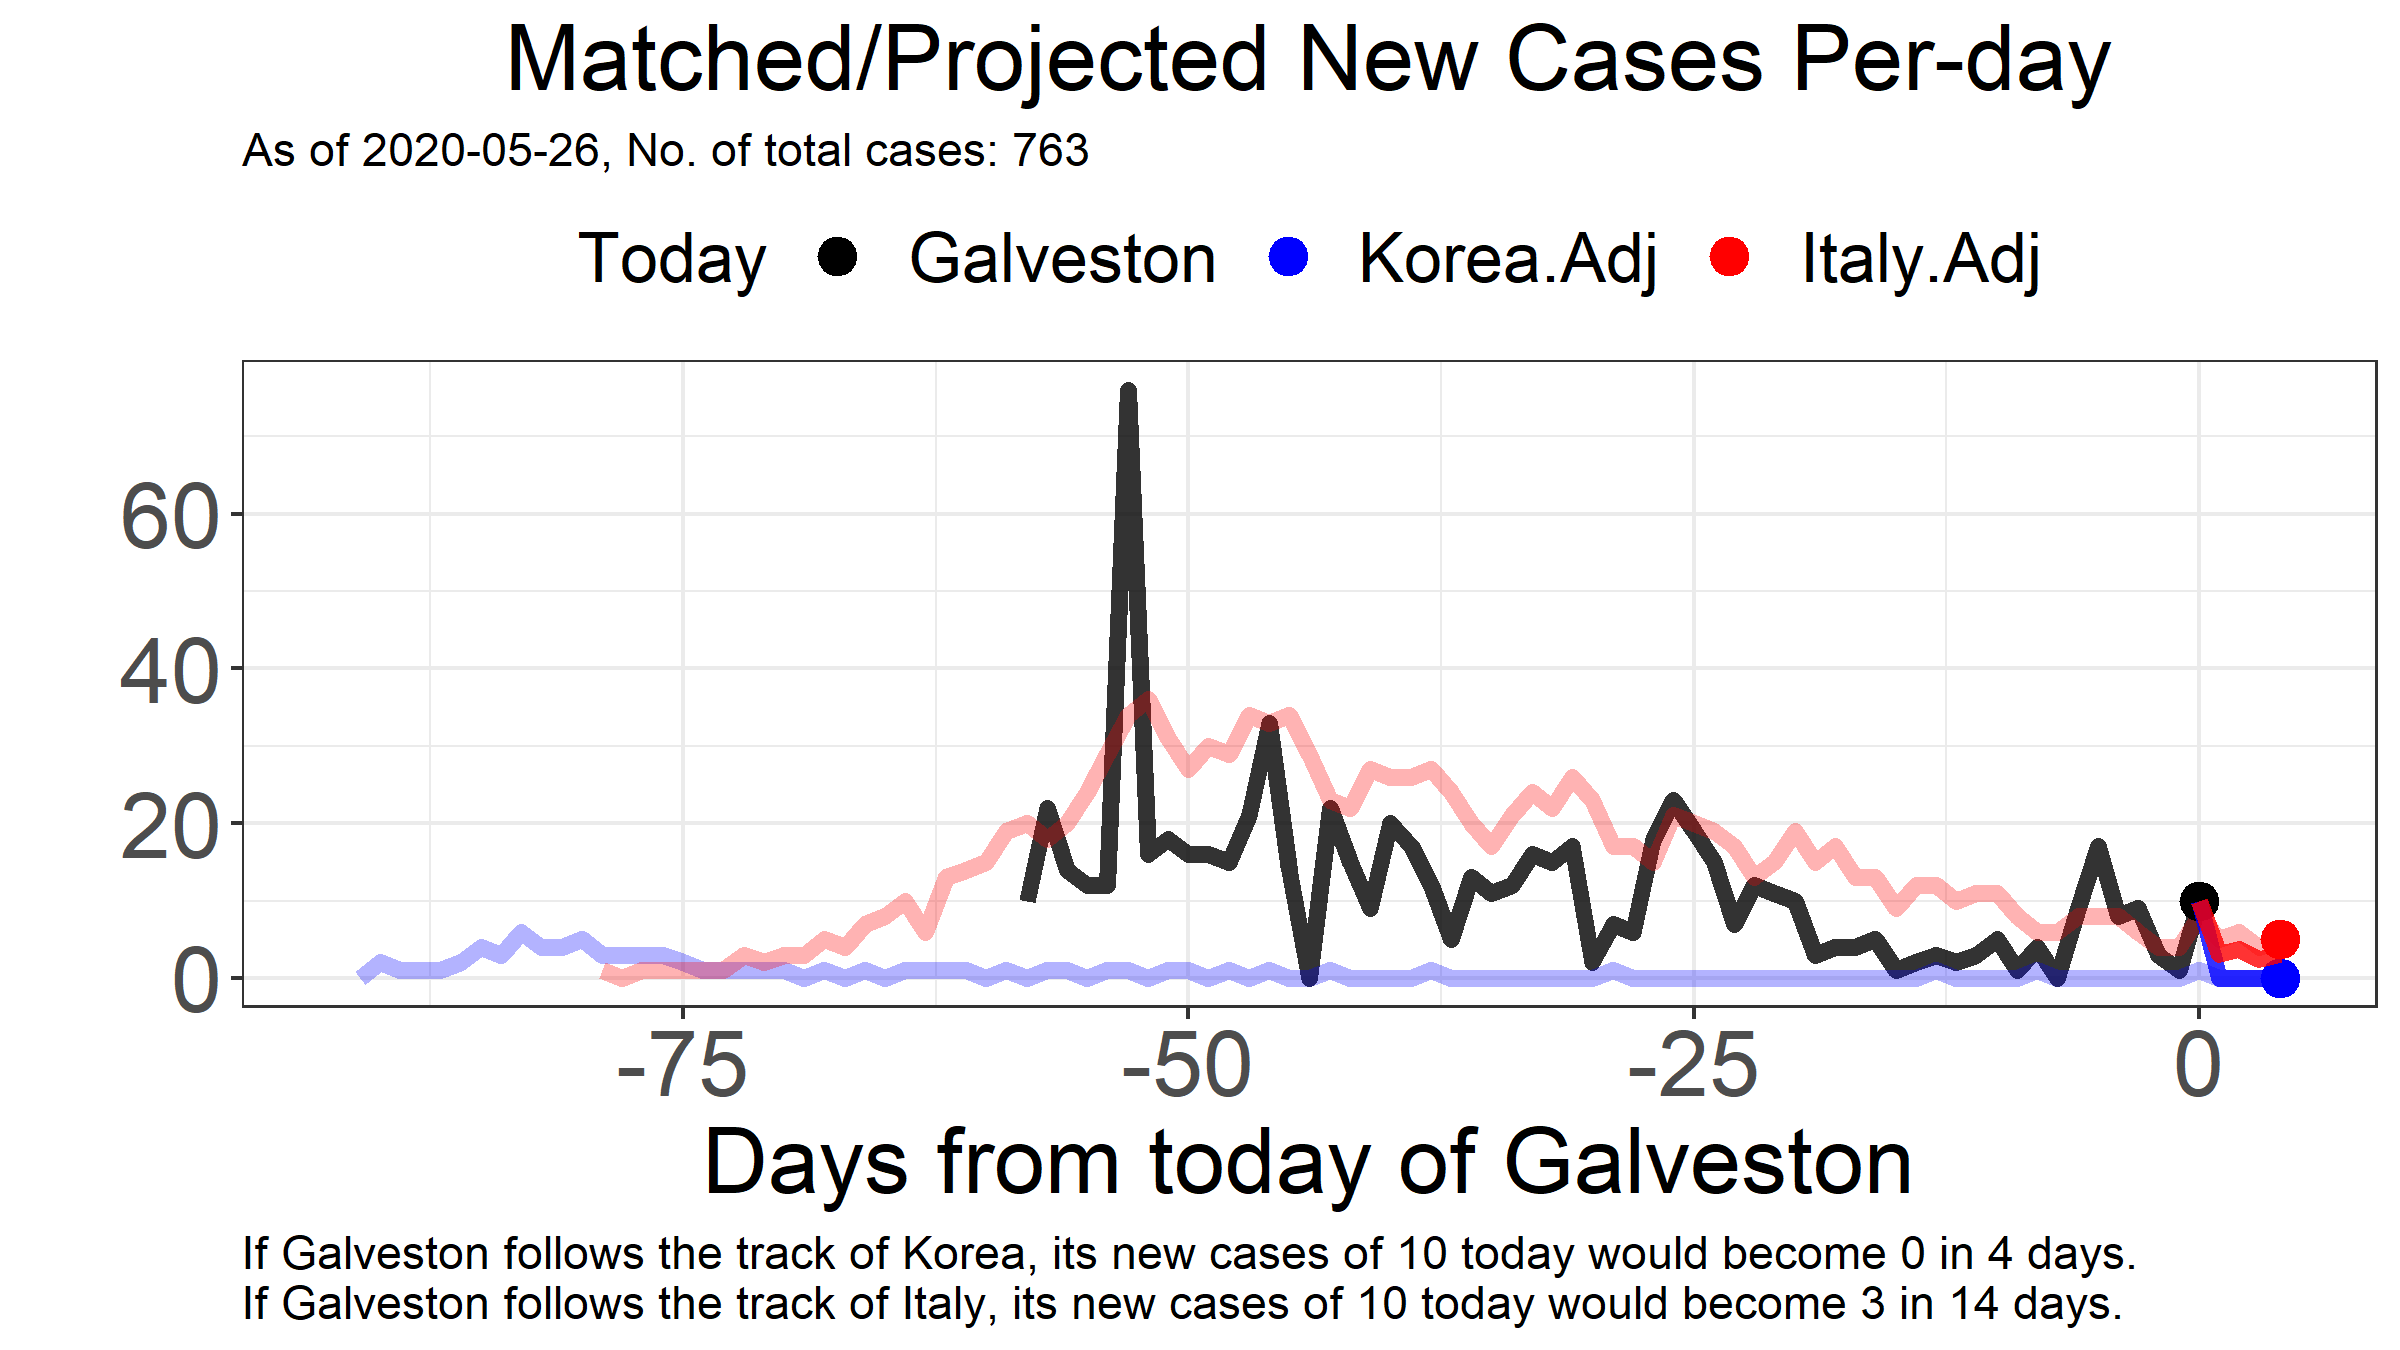 Matched/Projected New Cases Per-day
As of 2020-05-26, No. of total cases: 763
Today Galveston Korea.Adj Italy.Adj
60
40
20
0
-75 -50 -25 0
Days from today of Galveston
If Galveston follows the track of Korea, its new cases of 10 today would become 0 in 4 days.
If Galveston follows the track of Italy, its new cases of 10 today would become 3 in 14 days.